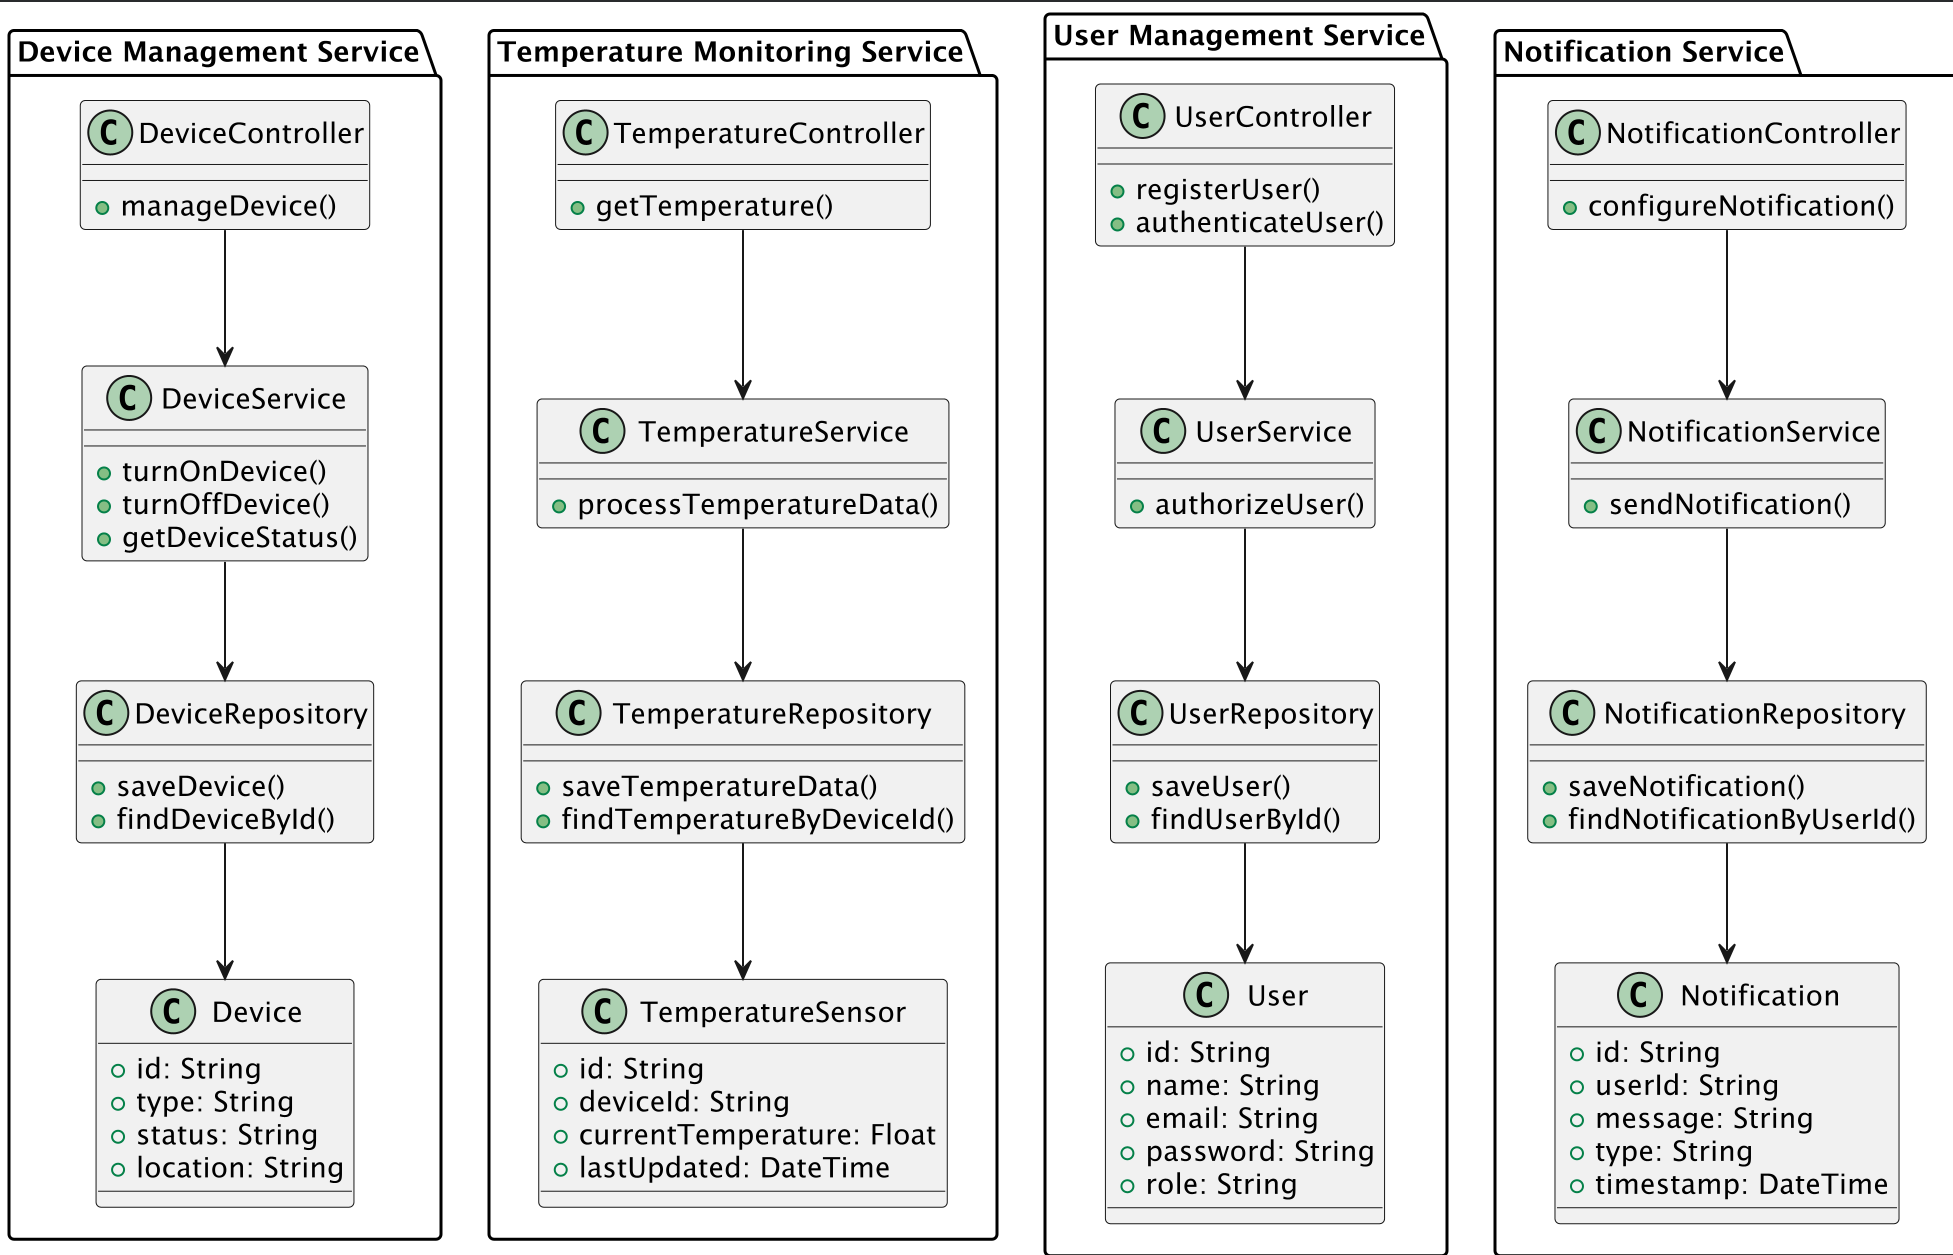 Device Management Service
C DeviceController
manageDevice()
C DeviceService
turnOnDevice()
turnOffDevice()
getDeviceStatus()
C DeviceRepository
saveDevice()
findDeviceById()
C Device
id: String
type: String
status: String
location: String
Temperature Monitoring Service
C TemperatureController
getTemperature()
C TemperatureService
processTemperatureData()
C TemperatureRepository
saveTemperatureData()
findTemperatureByDeviceId()
C TemperatureSensor
id: String
deviceId: String
currentTemperature: Float
lastUpdated: DateTime
User Management Service
C UserController
registerUser()
authenticateUser()
C UserService
authorizeUser()
C UserRepository
saveUser()
findUserById()
C User
id: String
name: String
email: String
password: String
role: String
Notification Service
C NotificationController
configureNotification()
C NotificationService
sendNotification()
C NotificationRepository
saveNotification()
findNotificationByUserId()
C Notification
id: String
userId: String
message: String
type: String
timestamp: DateTime